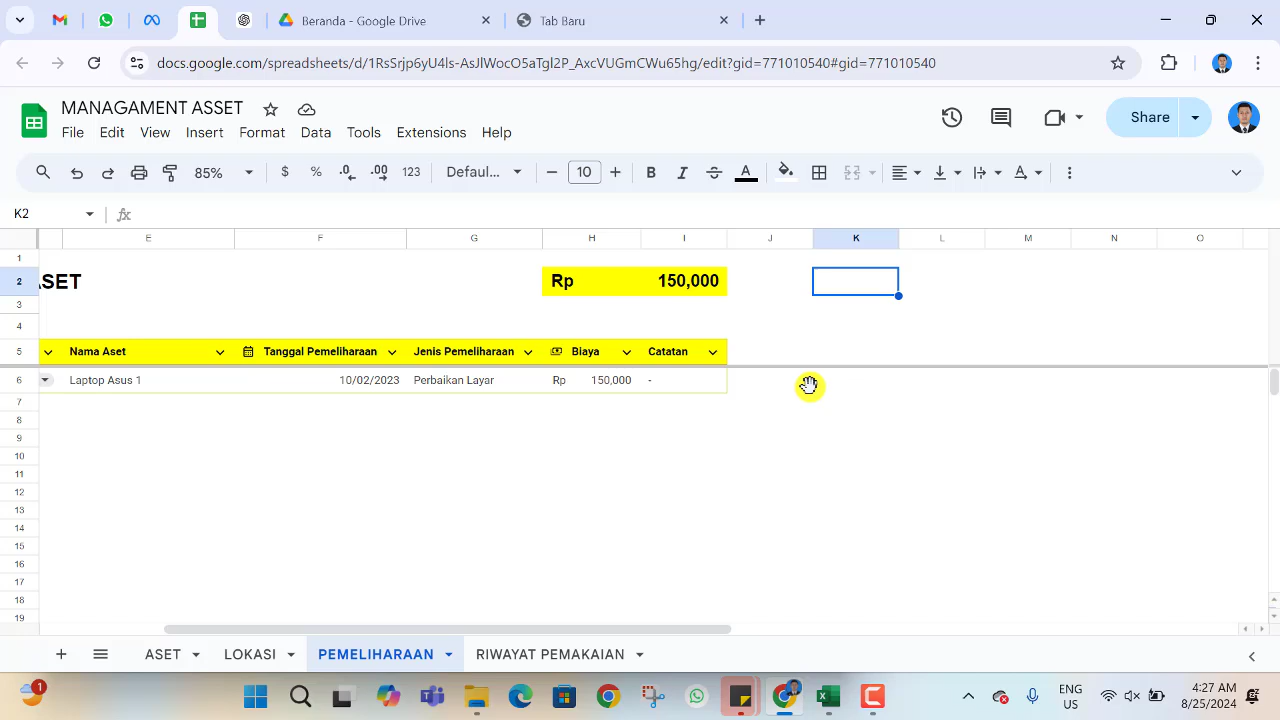 Beranda - Google Drive
Tab Baru
docs.google.com/spreadsheets/d/1RsSrjp6yU4ls-AsJlWocO5aTgl2P_AxcVUGmCWu65hg/edit?gid=771010540#gid=771010540
MANAGAMENT ASSET
File Edit View Insert Format Data Tools Extensions Help
Share
85% $ % .0 .00 123 Defaul... 10 B I A
K2 fx
E F G H I J K L M N O
1
2 ASET Rp 150,000
3
4
5 Nama Aset Tanggal Pemeliharaan Jenis Pemeliharaan Biaya Catatan
6 Laptop Asus 1 10/02/2023 Perbaikan Layar Rp 150,000 -
7
8
9
10
11
12
13
14
15
16
17
18
19
ASET LOKASI PEMELIHARAAN RIWAYAT PEMAKAIAN
1
ENG
US
4:27 AM
8/25/2024